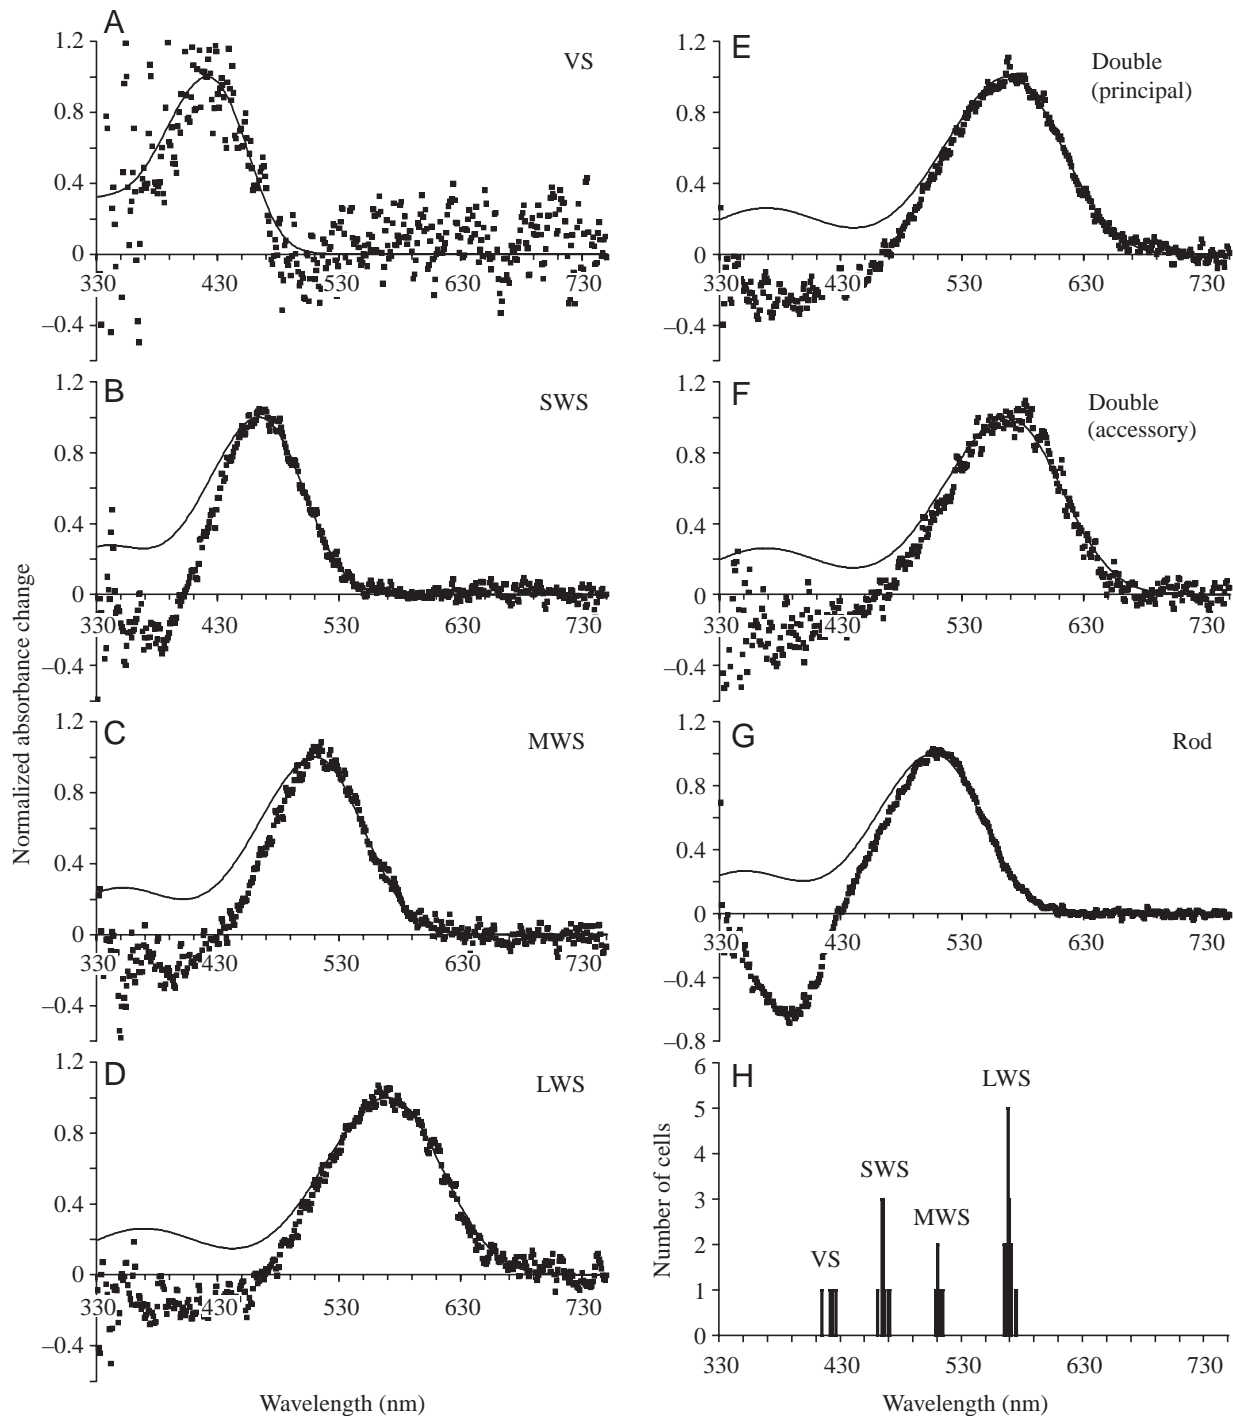 A
VS
1.2
0.8
0.4
0
–0.4
330 430 530 630 730
B
SWS
1.2
0.8
0.4
0
–0.4
330 430 530 630 730
C
MWS
1.2
0.8
0.4
0
–0.4
330 430 530 630 730
D
LWS
1.2
0.8
0.4
0
–0.4
330 430 530 630 730
Normalized absorbance change
Wavelength (nm)
E
Double
(principal)
1.2
0.8
0.4
0
–0.4
330 430 530 630 730
F
Double
(accessory)
1.2
0.8
0.4
0
–0.4
330 430 530 630 730
G
Rod
1.2
0.8
0.4
0
–0.4
–0.8
330 430 530 630 730
H
LWS
SWS
MWS
VS
6
5
4
3
2
1
0
Number of cells
330 430 530 630 730
Wavelength (nm)